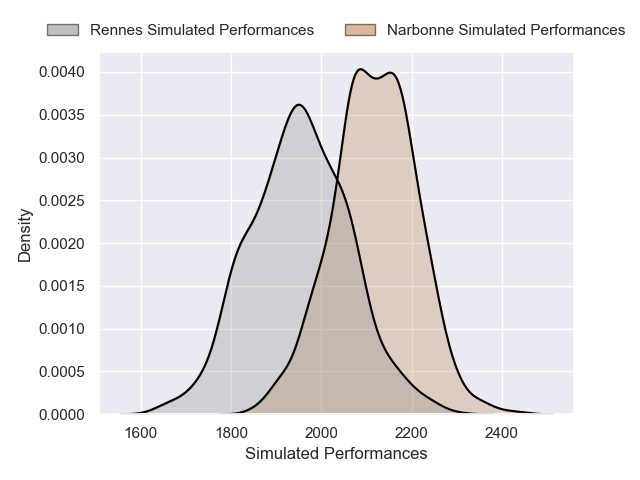 Rennes Simulated Performances
Narbonne Simulated Performances
0.0040
0.0035
0.0030
0.0025
0.0020
0.0015
0.0010
0.0005
0.0000
Density
1600 1800 2000 2200 2400
Simulated Performances